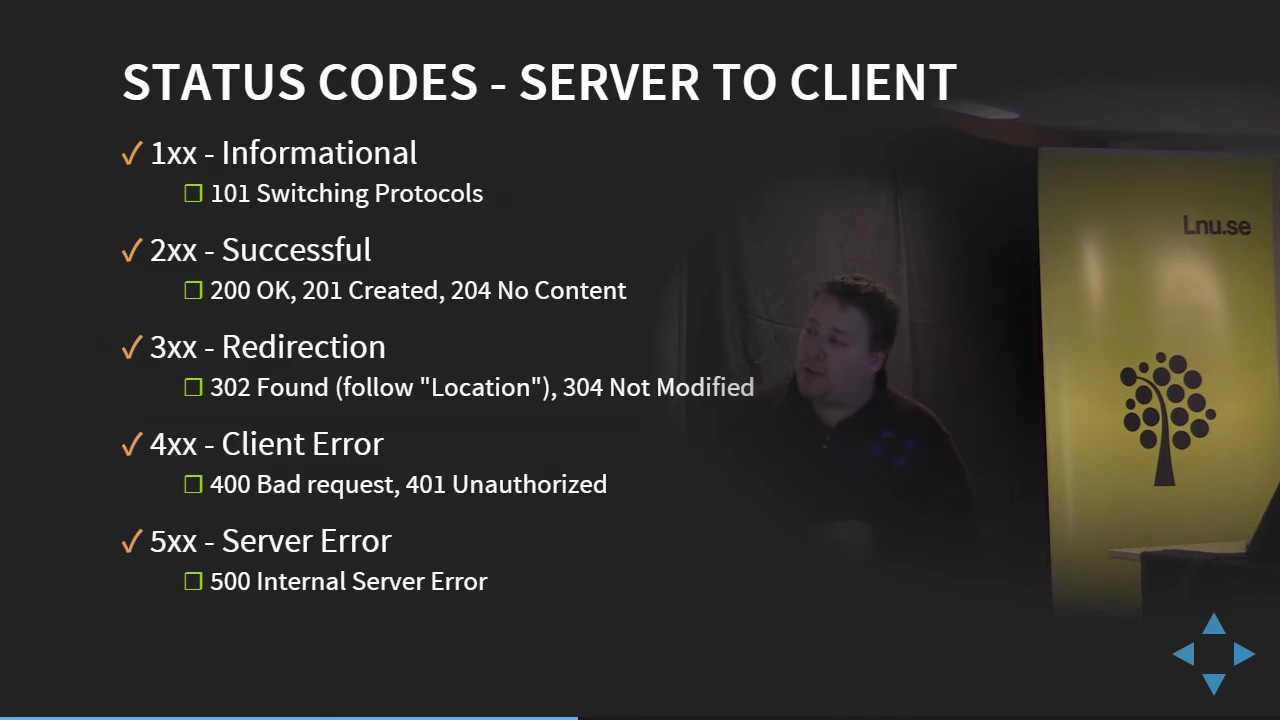 STATUS CODES - SERVER TO CLIENT
1xx - Informational
101 Switching Protocols
2xx - Successful
200 OK, 201 Created, 204 No Content
3xx - Redirection
302 Found (follow "Location"), 304 Not Modified
4xx - Client Error
400 Bad request, 401 Unauthorized
5xx - Server Error
500 Internal Server Error
Lnu.se